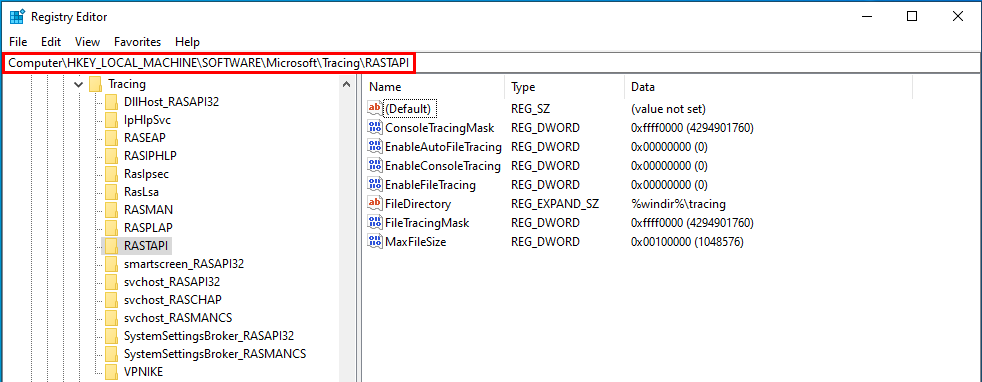 Registry Editor
File Edit View Favorites Help
Computer\HKEY_LOCAL_MACHINE\SOFTWARE\Microsoft\Tracing\RASTAPI
Tracing
DllHost_RASAPI32
IpHlpSvc
RASEAP
RASIPHLP
RasIpsec
RasLsa
RASMAN
RASPLAP
RASTAPI
smartscreen_RASAPI32
svchost_RASAPI32
svchost_RASCHAP
svchost_RASMANCS
SystemSettingsBroker_RASAPI32
SystemSettingsBroker_RASMANCS
VPNIKE
Name Type Data
ab (Default) REG_SZ (value not set)
ConsoleTracingMask REG_DWORD 0xffff0000 (4294901760)
EnableAutoFileTracing REG_DWORD 0x00000000 (0)
EnableConsoleTracing REG_DWORD 0x00000000 (0)
EnableFileTracing REG_DWORD 0x00000000 (0)
ab FileDirectory REG_EXPAND_SZ %windir%\tracing
FileTracingMask REG_DWORD 0xffff0000 (4294901760)
MaxFileSize REG_DWORD 0x00100000 (1048576)